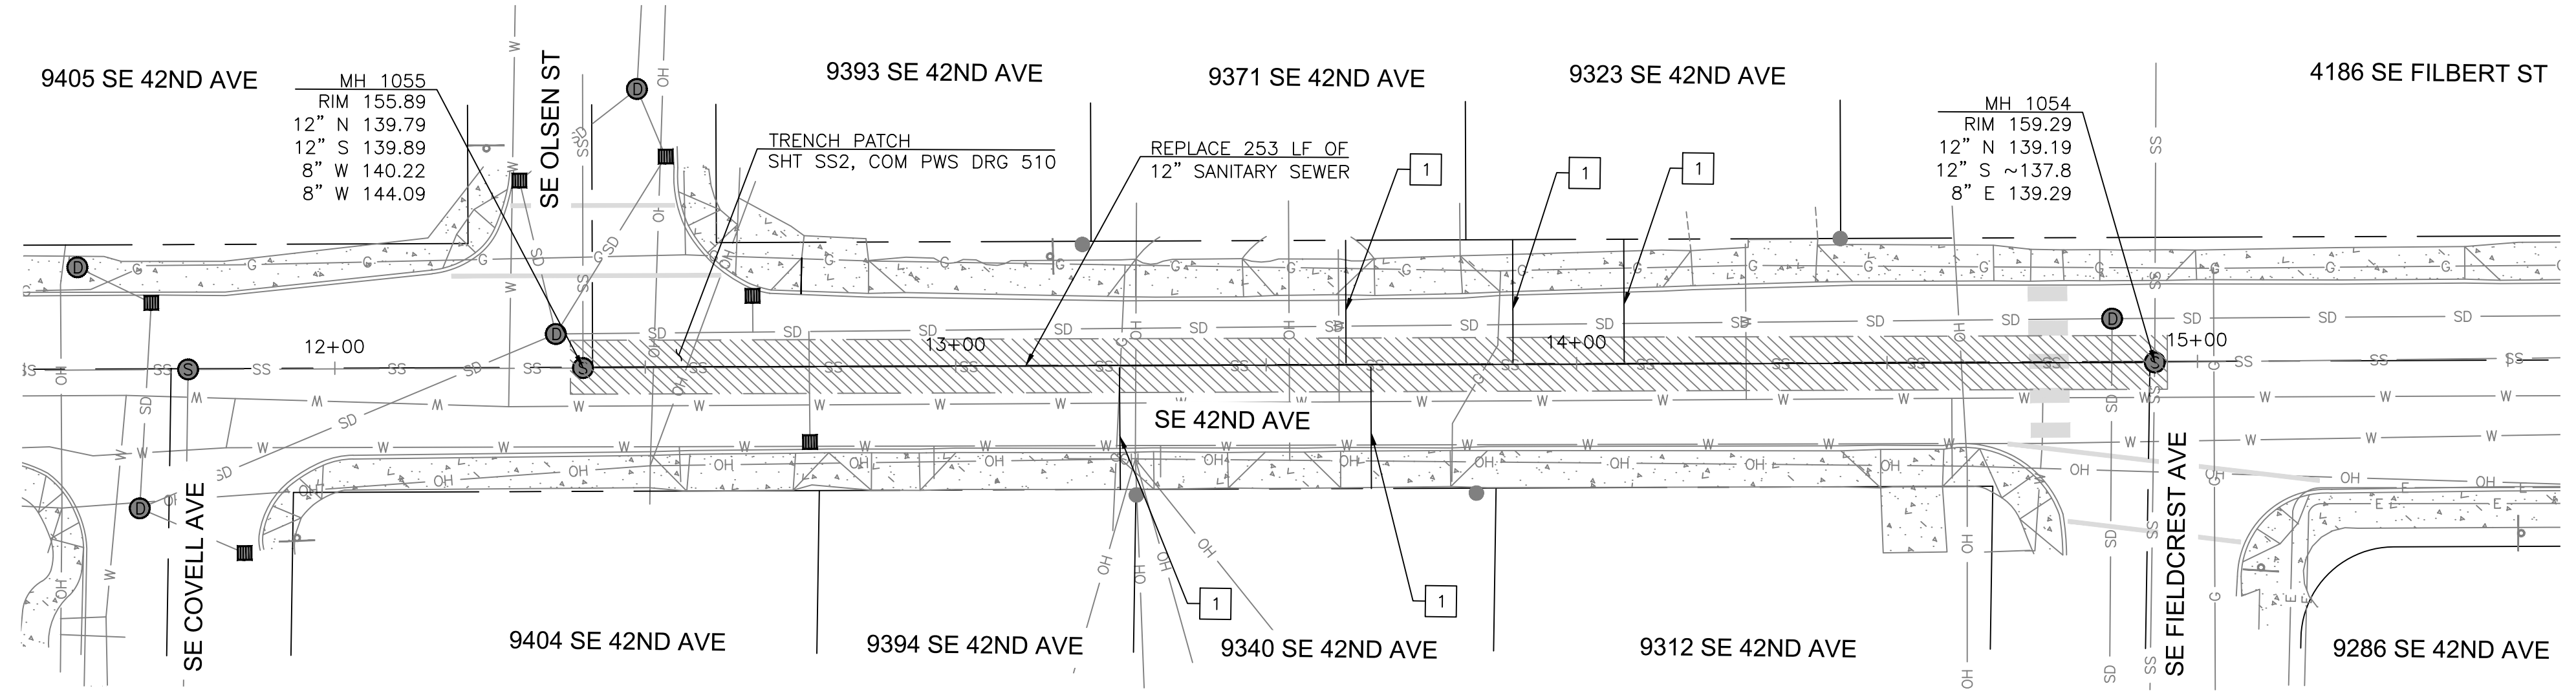 9405 SE 42ND AVE
MH 1055
RIM 155.89
12” N 139.79
12” S 139.89
8” W 140.22
8” W 144.09
SE OLSEN ST
9393 SE 42ND AVE
9371 SE 42ND AVE
9323 SE 42ND AVE
4186 SE FILBERT ST
TRENCH PATCH
SHT SS2, COM PWS DRG 510
REPLACE 253 LF OF
12” SANITARY SEWER
1
1
1
MH 1054
RIM 159.29
12” N 139.19
12” S ~137.8
8” E 139.29
12+00
13+00
14+00
15+00
SE 42ND AVE
SE COVELL AVE
SE FIELDCREST AVE
1
1
9404 SE 42ND AVE
9394 SE 42ND AVE
9340 SE 42ND AVE
9312 SE 42ND AVE
9286 SE 42ND AVE